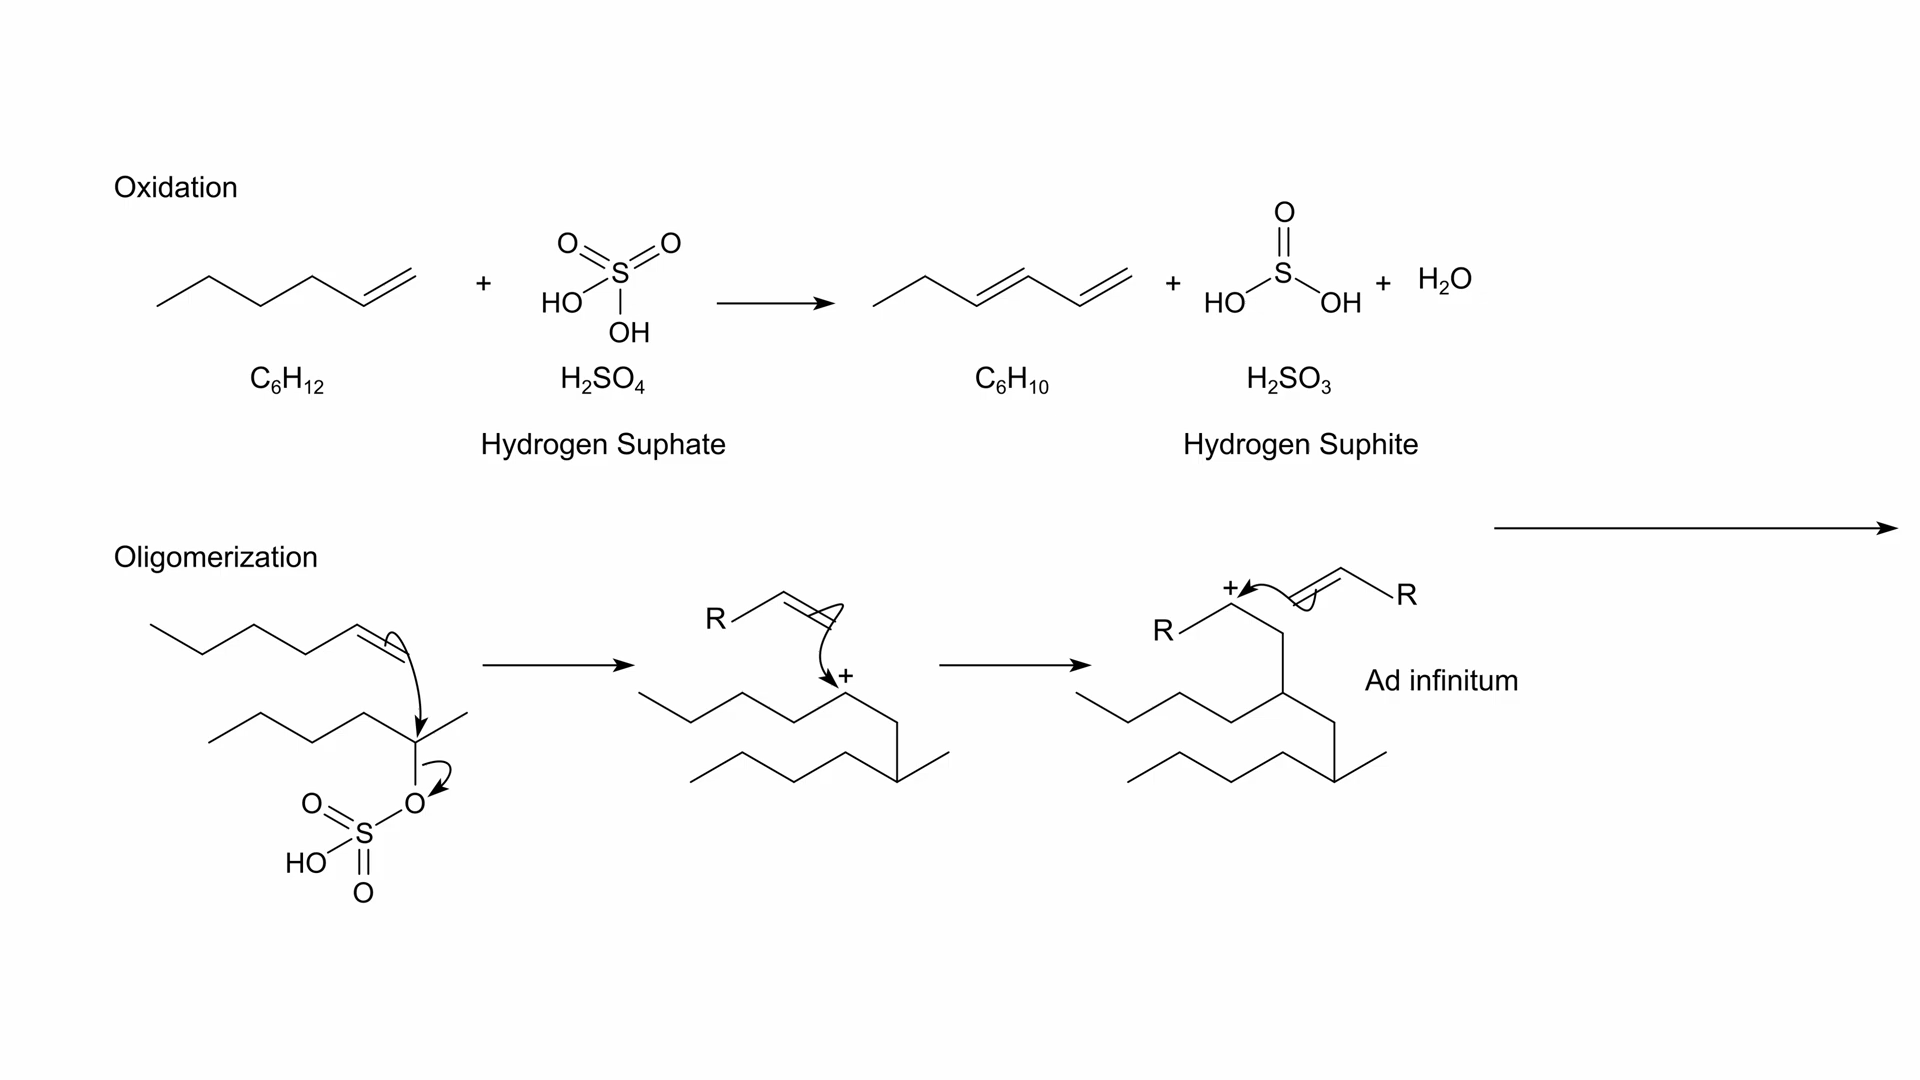 Oxidation
O
O O
S + S + H₂O
+ HO HO OH
OH
C₆H₁₂ H₂SO₄ C₆H₁₀ H₂SO₃
Hydrogen Suphate Hydrogen Suphite
Oligomerization
+
R R
R
+ Ad infinitum
O O
S
HO
O